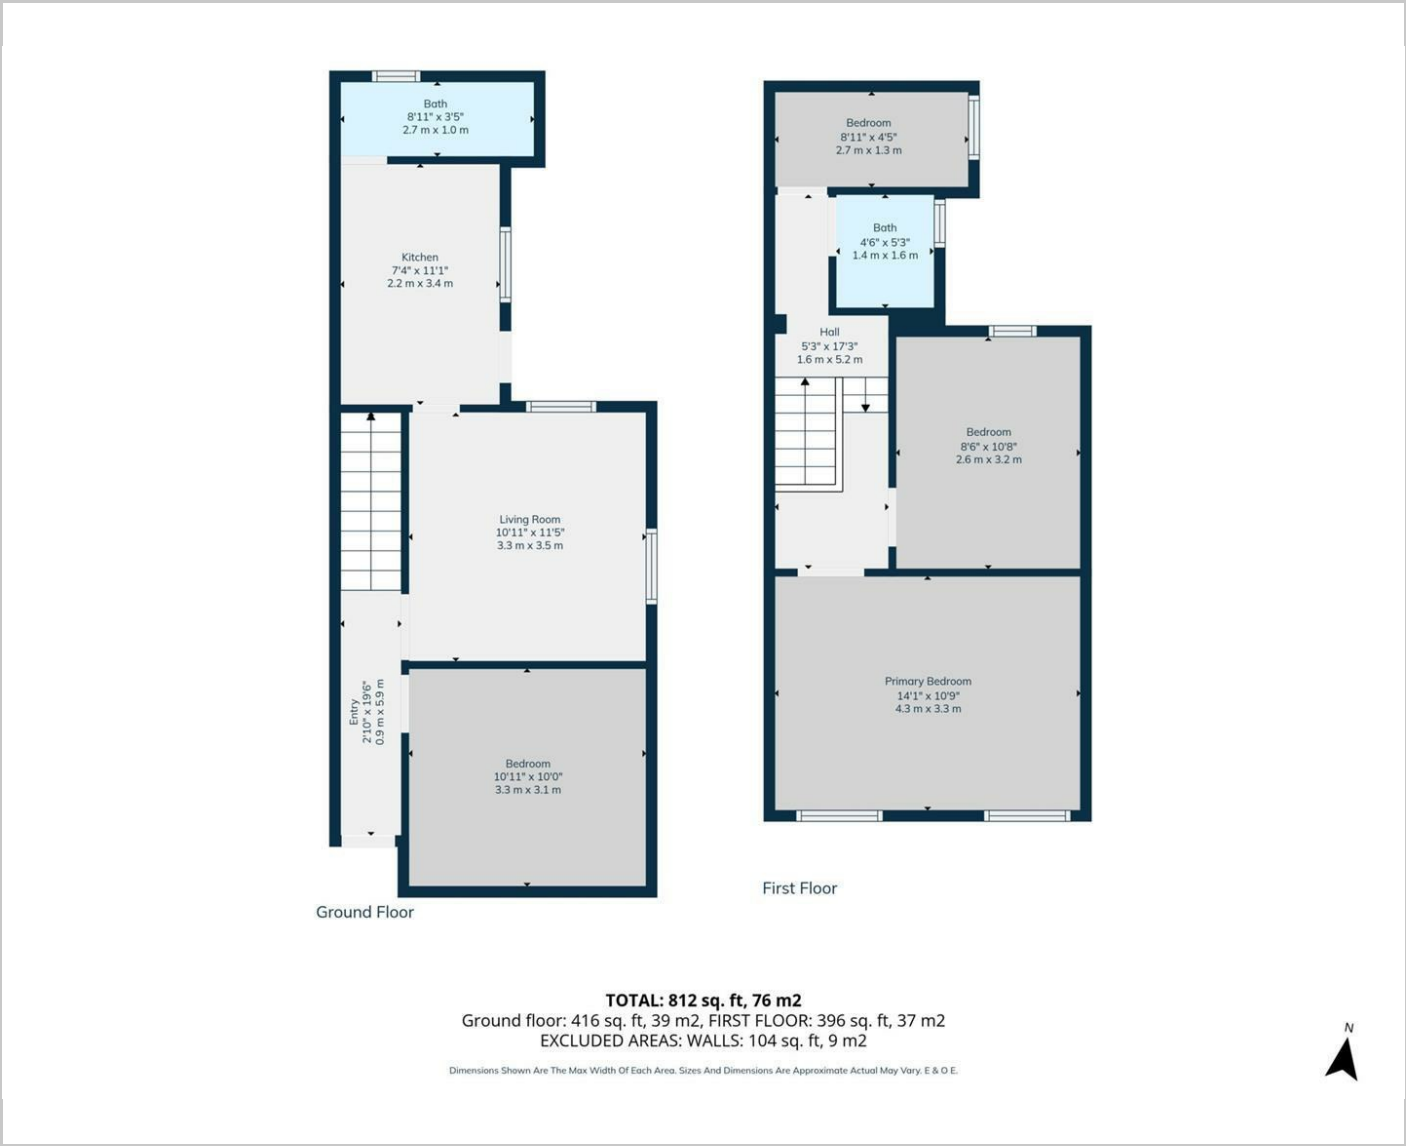 Bath
8'11" x 3'5"
2.7 m x 1.0 m
Kitchen
7'4" x 11'1"
2.2 m x 3.4 m
Living Room
10'11" x 11'5"
3.3 m x 3.5 m
Entry
2'10" x 19'6"
0.9 m x 5.9 m
Bedroom
10'11" x 10'0"
3.3 m x 3.1 m
Ground Floor
Bedroom
8'11" x 4'5"
2.7 m x 1.3 m
Bath
4'6" x 5'3"
1.4 m x 1.6 m
Hall
5'3" x 17'3"
1.6 m x 5.2 m
Bedroom
8'6" x 10'8"
2.6 m x 3.2 m
Primary Bedroom
14'1" x 10'9"
4.3 m x 3.3 m
First Floor
TOTAL: 812 sq. ft, 76 m2
Ground floor: 416 sq. ft, 39 m2, FIRST FLOOR: 396 sq. ft, 37 m2
EXCLUDED AREAS: WALLS: 104 sq. ft, 9 m2
Dimensions Shown Are The Max Width Of Each Area. Sizes And Dimensions Are Approximate Actual May Vary. E & O E.
N